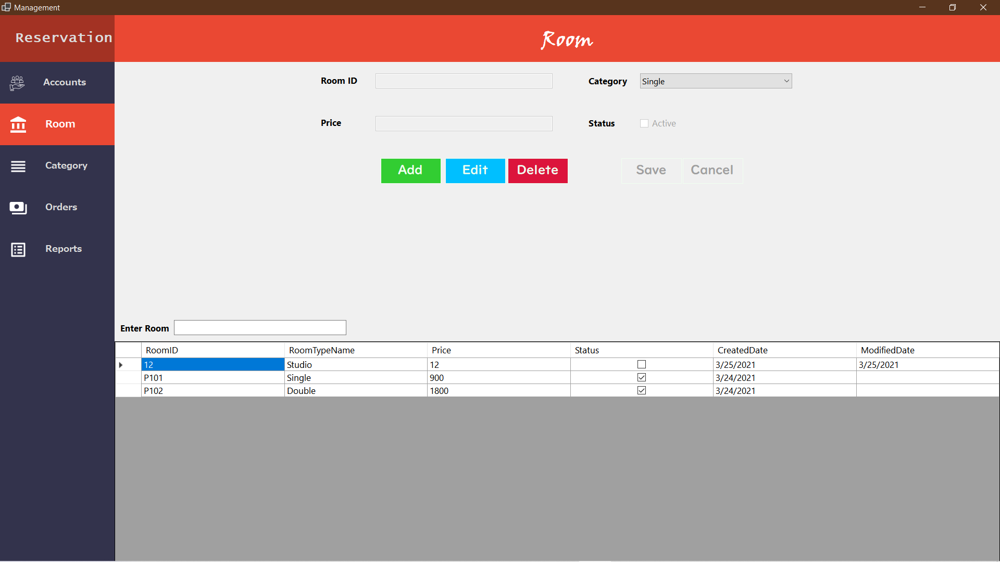 Management
Reservation
Room
Accounts
Room
Category
Orders
Reports
Room ID
Category Single
Price
Status Active
Add Edit Delete Save Cancel
Enter Room
RoomID RoomTypeName Price Status CreatedDate ModifiedDate
12 Studio 12 3/25/2021 3/25/2021
P101 Single 900 3/24/2021
P102 Double 1800 3/24/2021